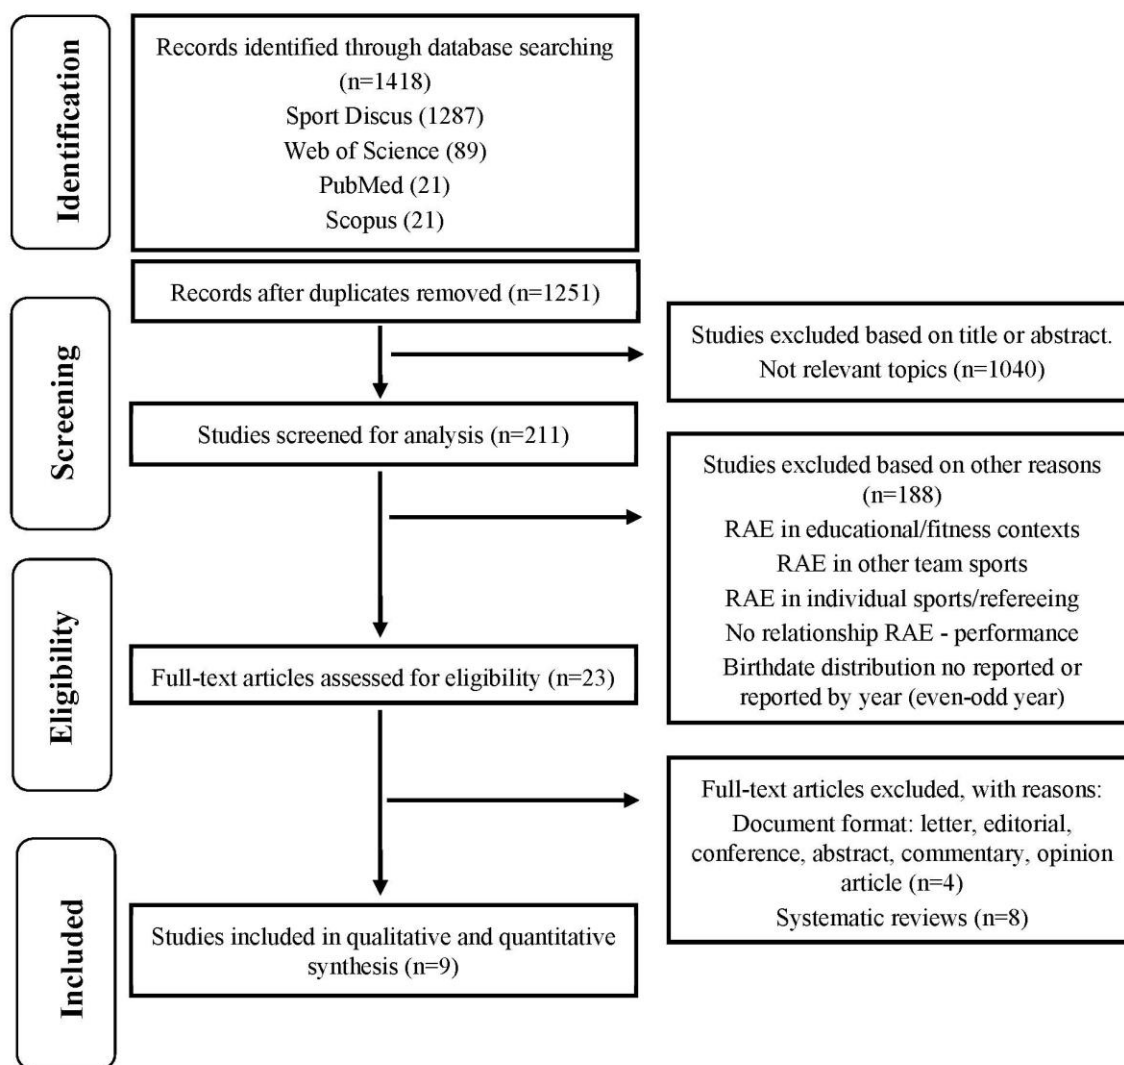 Identification
Records identified through database searching
(n=1418)
Sport Discus (1287)
Web of Science (89)
PubMed (21)
Scopus (21)
Records after duplicates removed (n=1251)
Screening
Studies excluded based on title or abstract.
Not relevant topics (n=1040)
Studies screened for analysis (n=211)
Studies excluded based on other reasons
(n=188)
RAE in educational/fitness contexts
RAE in other team sports
RAE in individual sports/refereeing
No relationship RAE - performance
Birthdate distribution no reported or
reported by year (even-odd year)
Eligibility
Full-text articles assessed for eligibility (n=23)
Full-text articles excluded, with reasons:
Document format: letter, editorial,
conference, abstract, commentary, opinion
article (n=4)
Systematic reviews (n=8)
Included
Studies included in qualitative and quantitative
synthesis (n=9)